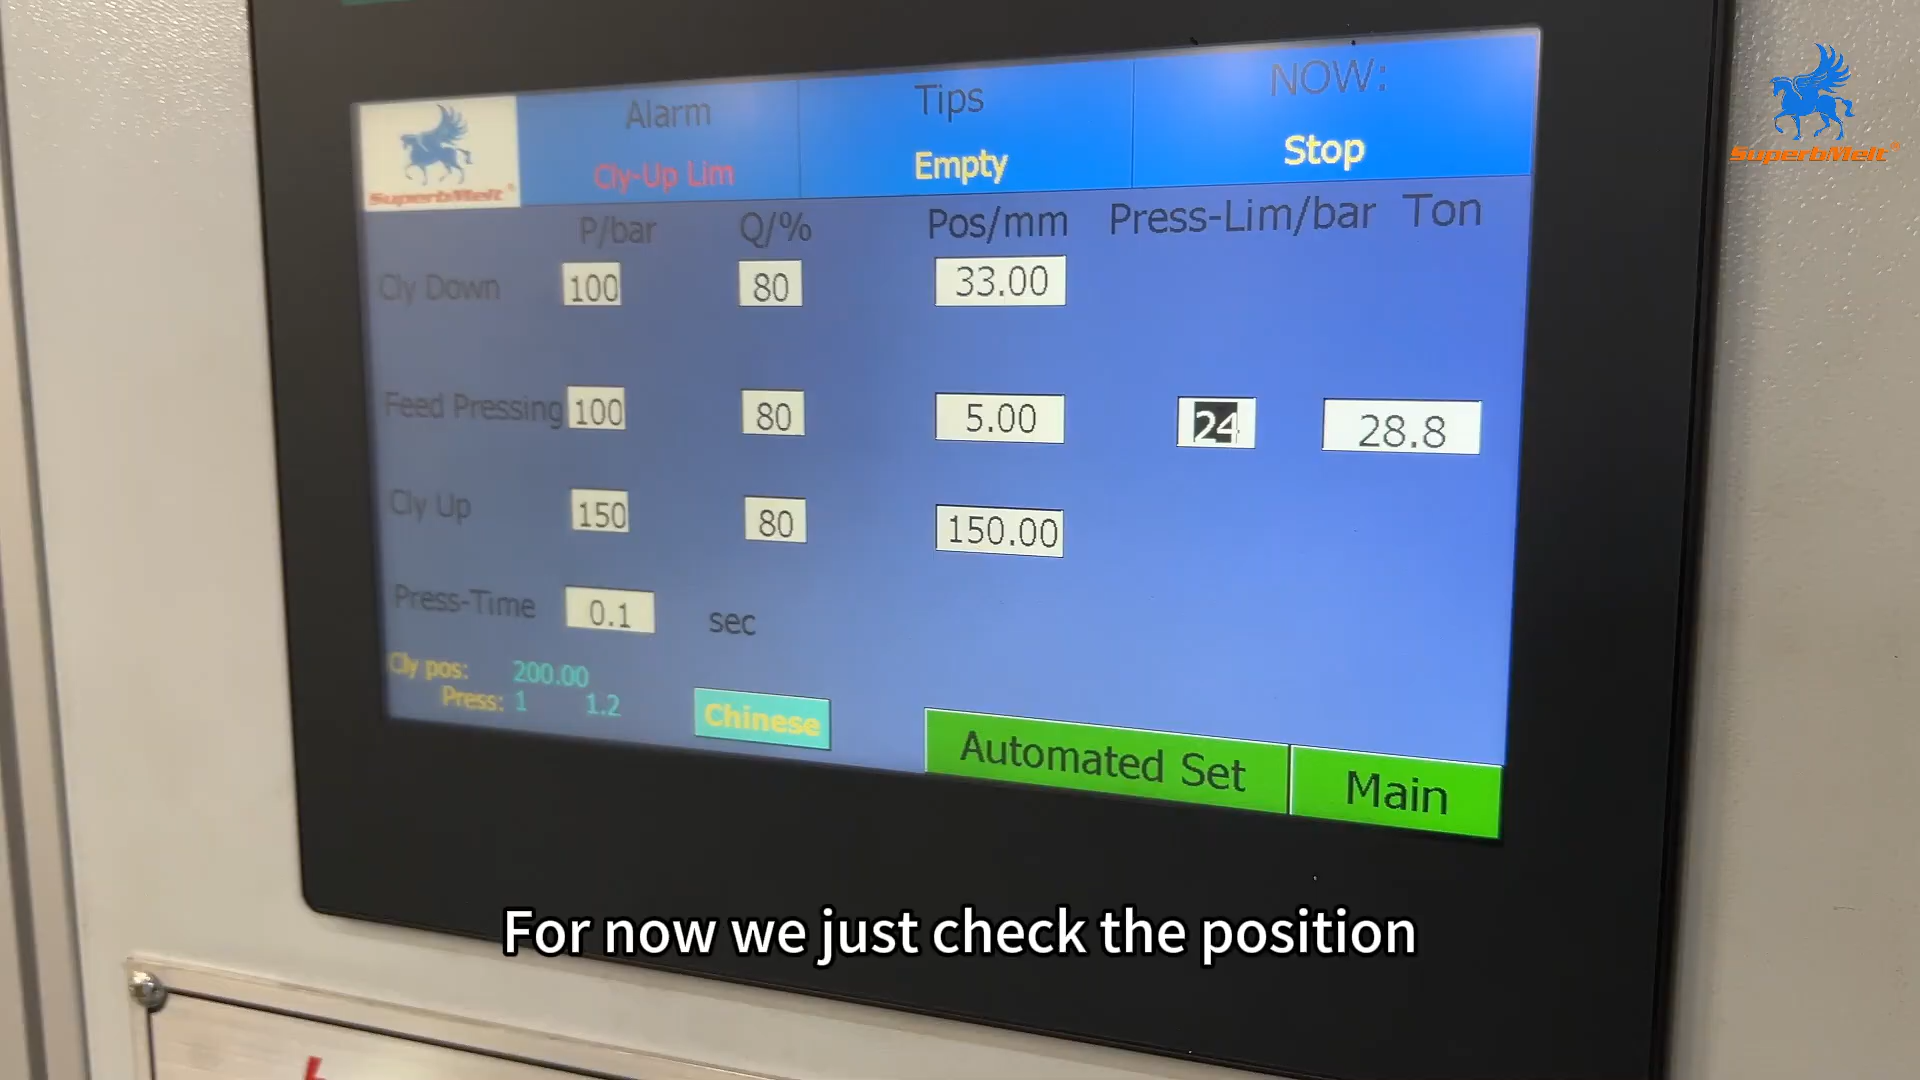 Alarm
Tips
NOW:
Cly-Up Lim
Empty
Stop
SuperbMelt®
SuperbMelt®
P/bar Q/% Pos/mm Press-Lim/bar Ton
Cly Down 100 80 33.00
Feed Pressing 100 80 5.00 24 28.8
Cly Up 150 80 150.00
Press-Time 0.1 sec
Cly pos: 200.00
Press: 1 1.2
Chinese
Automated Set
Main
For now we just check the position